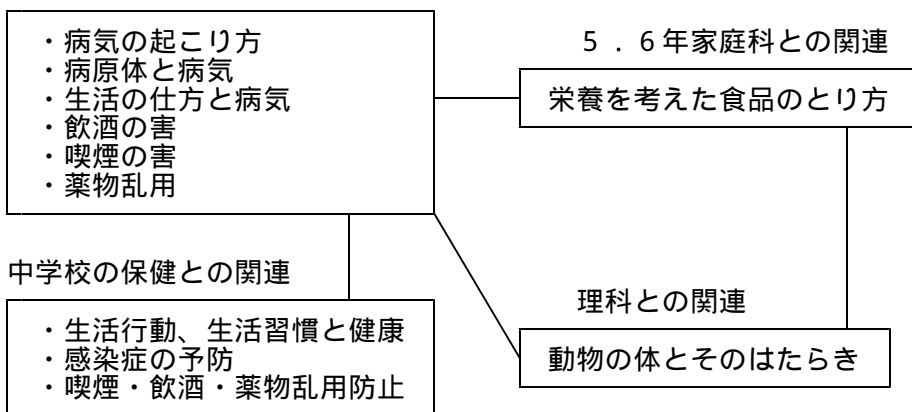 ・病気の起こり方
・病原体と病気
・生活の仕方と病気
・飲酒の害
・喫煙の害
・薬物乱用
５．６年家庭科との関連
栄養を考えた食品のとり方
中学校の保健との関連
・生活行動、生活習慣と健康
・感染症の予防
・喫煙・飲酒・薬物乱用防止
理科との関連
動物の体とそのはたらき